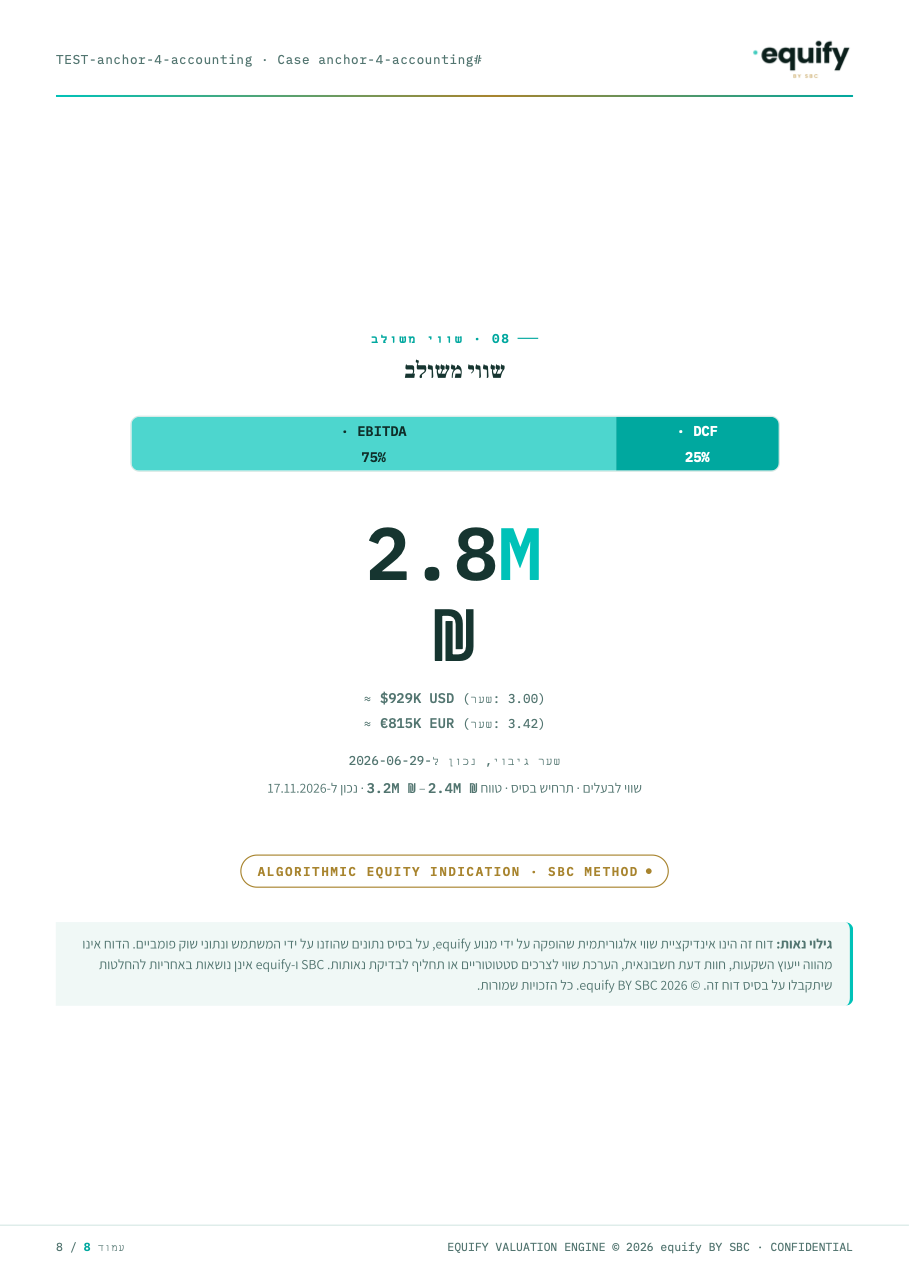 TEST-anchor-4-accounting · Case anchor-4-accounting#
equify
BY SBC
08 · שווי משולב
שווי משולב
· EBITDA
75%
· DCF
25%
2.8M
₪
≈ $929K USD (שער: 3.00)
≈ €815K EUR (שער: 3.42)
שער גיבוי, נכון ל-2026-06-29
שווי לבעלים · תרחיש בסיס · טווח ₪ 2.4M – ₪ 3.2M · נכון ל-17.11.2026
ALGORITHMIC EQUITY INDICATION · SBC METHOD
גילוי נאות: דוח זה הינו אינדיקציית שווי אלגוריתמית שהופקה על ידי מנוע equify, על בסיס נתונים שהוזנו על ידי המשתמש ונתוני שוק פומביים. הדוח אינו
מהווה ייעוץ השקעות, חוות דעת חשבונאית, הערכת שווי לצרכים סטטוטוריים או תחליף לבדיקת נאותות. SBC ו-equify אינן נושאות באחריות להחלטות
שיתקבלו על בסיס דוח זה. © 2026 equify BY SBC. כל הזכויות שמורות.
עמוד 8 / 8
EQUIFY VALUATION ENGINE © 2026 equify BY SBC · CONFIDENTIAL